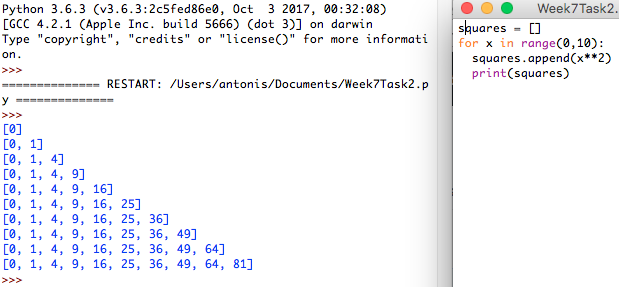 Python 3.6.3 (v3.6.3:2c5fed86e0, Oct  3 2017, 00:32:08)
[GCC 4.2.1 (Apple Inc. build 5666) (dot 3)] on darwin
Type "copyright", "credits" or "license()" for more informati
on.
>>>
============== RESTART: /Users/antonis/Documents/Week7Task2.p
y ==============
>>>
[0]
[0, 1]
[0, 1, 4]
[0, 1, 4, 9]
[0, 1, 4, 9, 16]
[0, 1, 4, 9, 16, 25]
[0, 1, 4, 9, 16, 25, 36]
[0, 1, 4, 9, 16, 25, 36, 49]
[0, 1, 4, 9, 16, 25, 36, 49, 64]
[0, 1, 4, 9, 16, 25, 36, 49, 64, 81]
>>>
Week7Task2.
squares = []
for x in range(0,10):
  squares.append(x**2)
  print(squares)